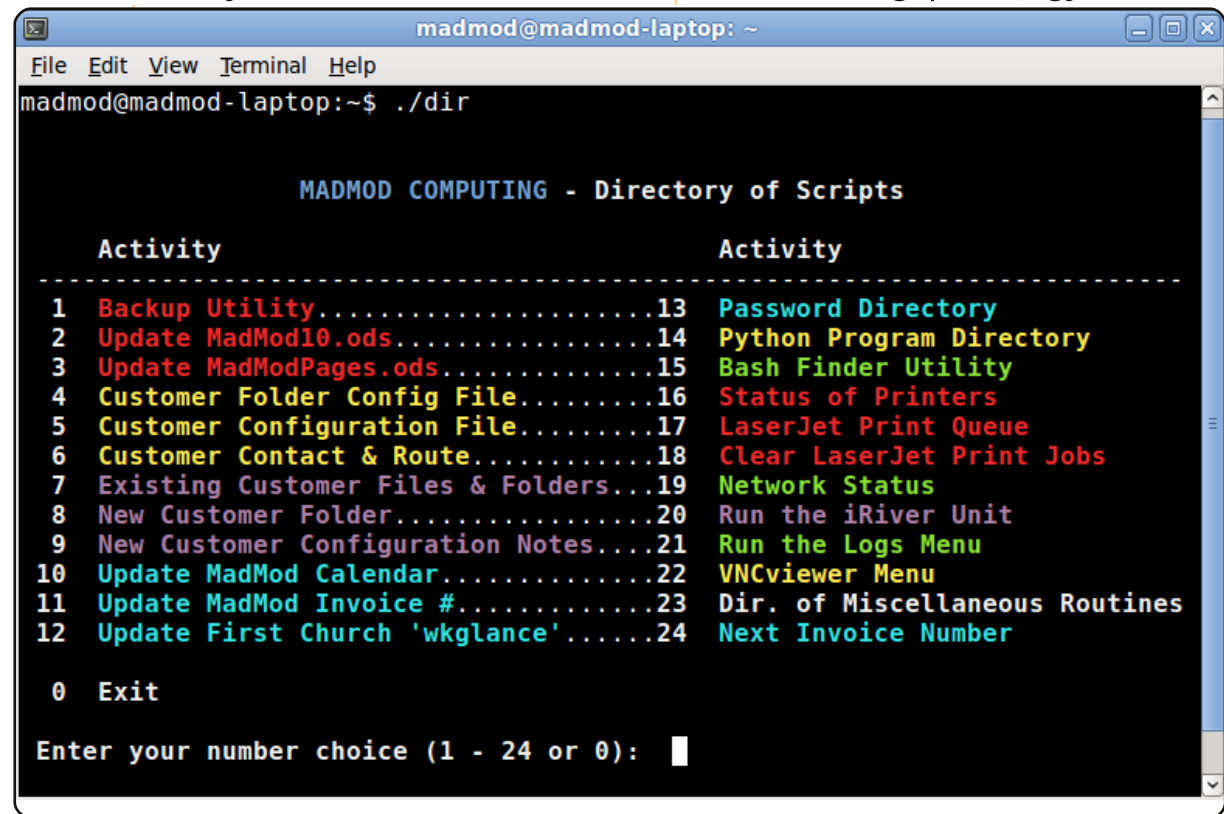 madmod@madmod-laptop: ~
File Edit View Terminal Help
madmod@madmod-laptop:~$ ./dir
MADMOD COMPUTING - Directory of Scripts
Activity Activity
--------------------------------------------------------------------------
1 Backup Utility......................13 Password Directory
2 Update MadMod10.ods.................14 Python Program Directory
3 Update MadModPages.ods..............15 Bash Finder Utility
4 Customer Folder Config File.........16 Status of Printers
5 Customer Configuration File.........17 LaserJet Print Queue
6 Customer Contact & Route............18 Clear LaserJet Print Jobs
7 Existing Customer Files & Folders...19 Network Status
8 New Customer Folder.................20 Run the iRiver Unit
9 New Customer Configuration Notes....21 Run the Logs Menu
10 Update MadMod Calendar..............22 VNCviewer Menu
11 Update MadMod Invoice #.............23 Dir. of Miscellaneous Routines
12 Update First Church 'wkglance'......24 Next Invoice Number
0 Exit
Enter your number choice (1 - 24 or 0):